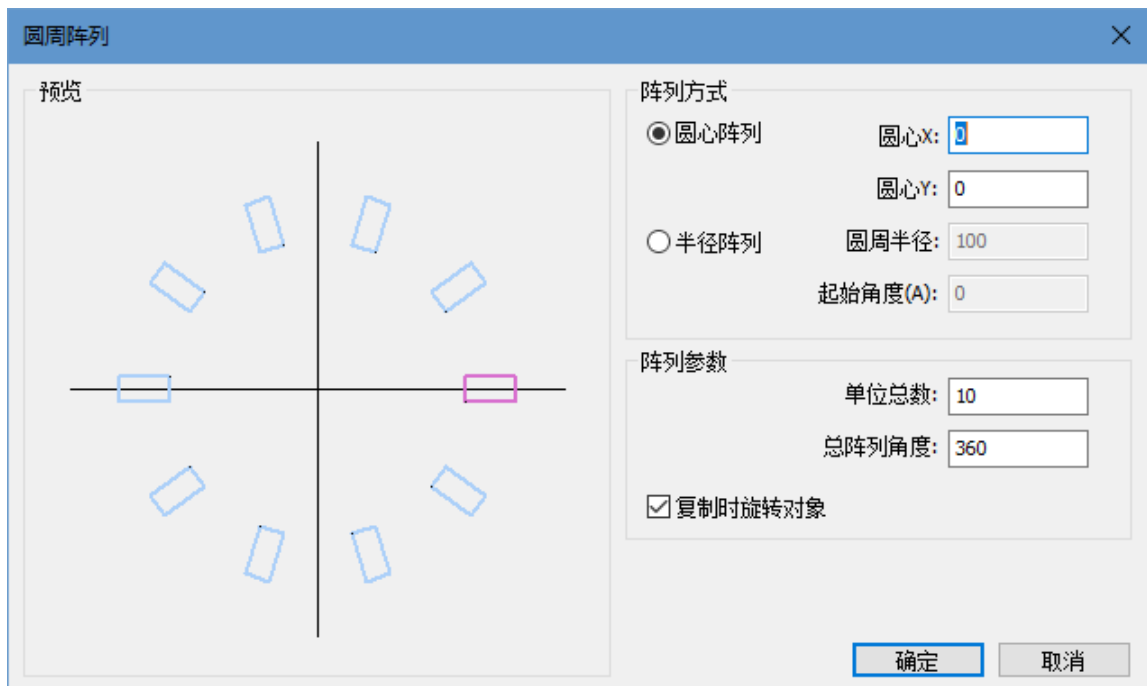 圆周阵列
预览
阵列方式
圆心阵列
圆心X: 0
圆心Y: 0
半径阵列
圆周半径: 100
起始角度(A): 0
阵列参数
单位总数: 10
总阵列角度: 360
复制时旋转对象
确定
取消